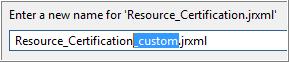 Enter a new name for 'Resource_Certification.jrxml'
Resource_Certification_custom.jrxml